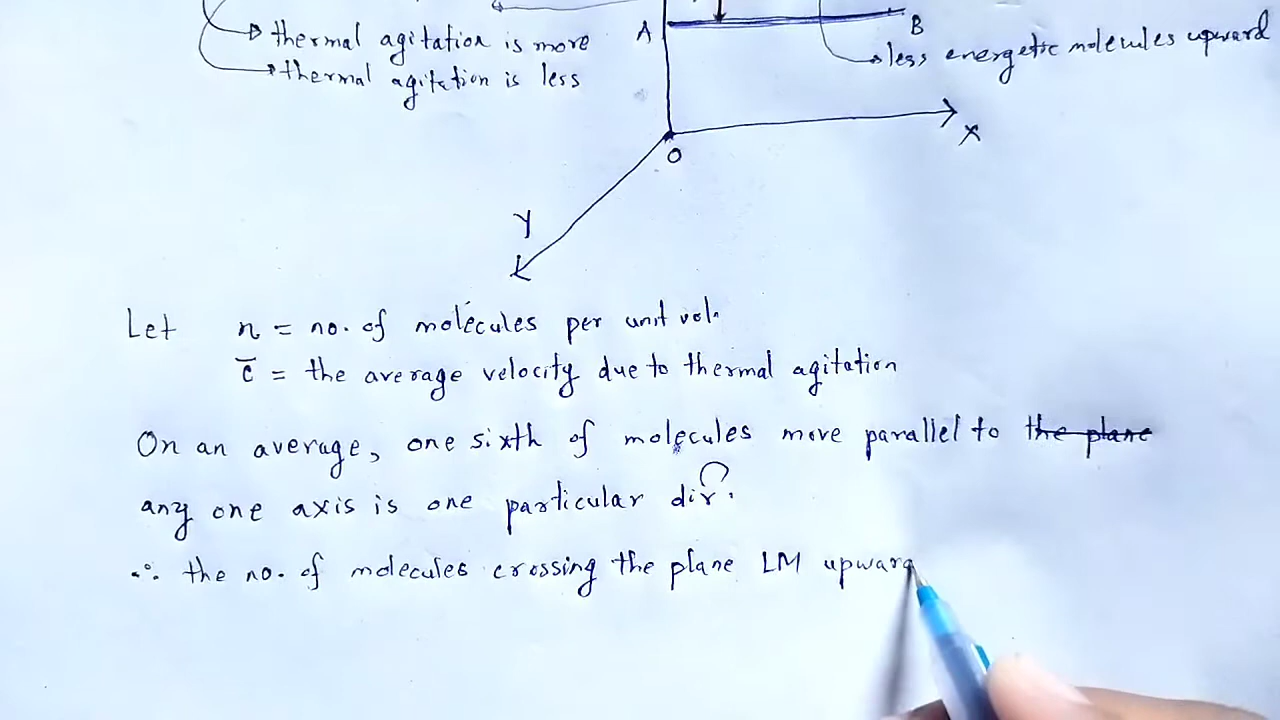 thermal agitation is more
thermal agitation is less
A
B
less energetic molecules upward
X
O
Y
Let n = no. of molecules per unit vol.
c̄ = the average velocity due to thermal agitation
On an average, one sixth of molecules move parallel to the plane
any one axis is one particular dirⁿ.
∴ the no. of molecules crossing the plane LM upward